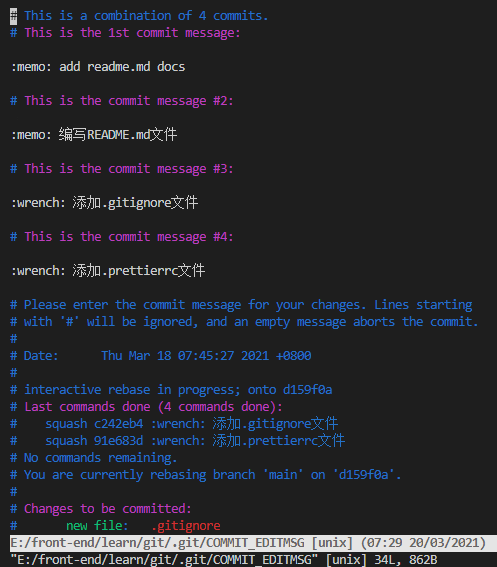 # This is a combination of 4 commits.
# This is the 1st commit message:
:memo: add readme.md docs
# This is the commit message #2:
:memo: 编写README.md文件
# This is the commit message #3:
:wrench: 添加.gitignore文件
# This is the commit message #4:
:wrench: 添加.prettierrc文件
# Please enter the commit message for your changes. Lines starting
# with '#' will be ignored, and an empty message aborts the commit.
#
# Date:      Thu Mar 18 07:45:27 2021 +0800
#
# interactive rebase in progress; onto d159f0a
# Last commands done (4 commands done):
#    squash c242eb4 :wrench: 添加.gitignore文件
#    squash 91e683d :wrench: 添加.prettierrc文件
# No commands remaining.
# You are currently rebasing branch 'main' on 'd159f0a'.
#
# Changes to be committed:
#       new file:   .gitignore
E:/front-end/learn/git/.git/COMMIT_EDITMSG [unix] (07:29 20/03/2021)
"E:/front-end/learn/git/.git/COMMIT_EDITMSG" [unix] 34L, 862B